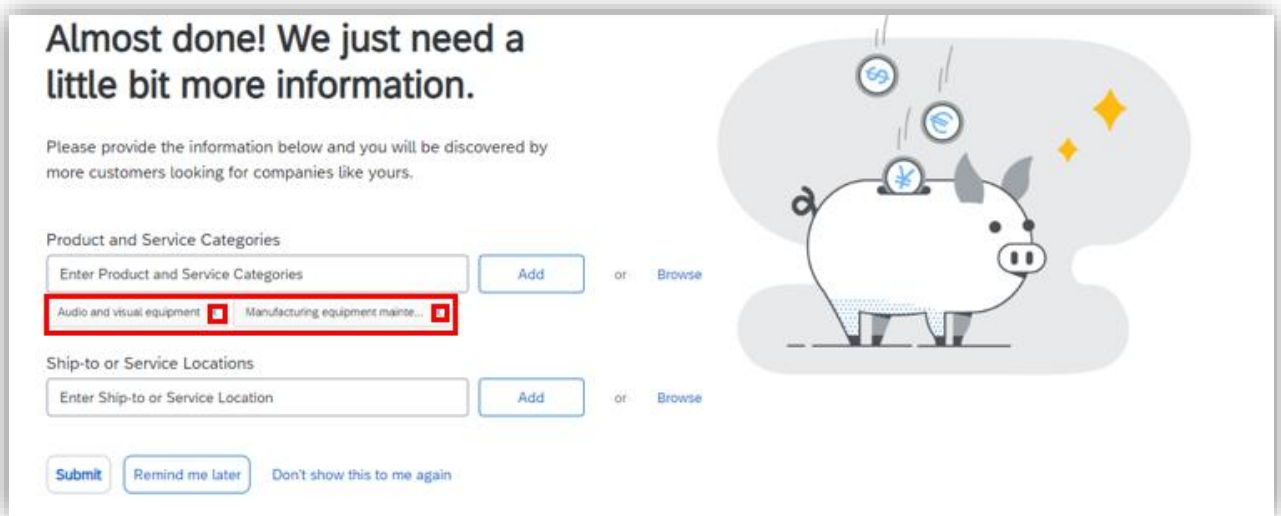 Almost done! We just need a
little bit more information.
Please provide the information below and you will be discovered by
more customers looking for companies like yours.
Product and Service Categories
Enter Product and Service Categories Add or Browse
Audio and visual equipment Manufacturing equipment mainte...
Ship-to or Service Locations
Enter Ship-to or Service Location Add or Browse
Submit Remind me later Don't show this to me again
$
€
¥